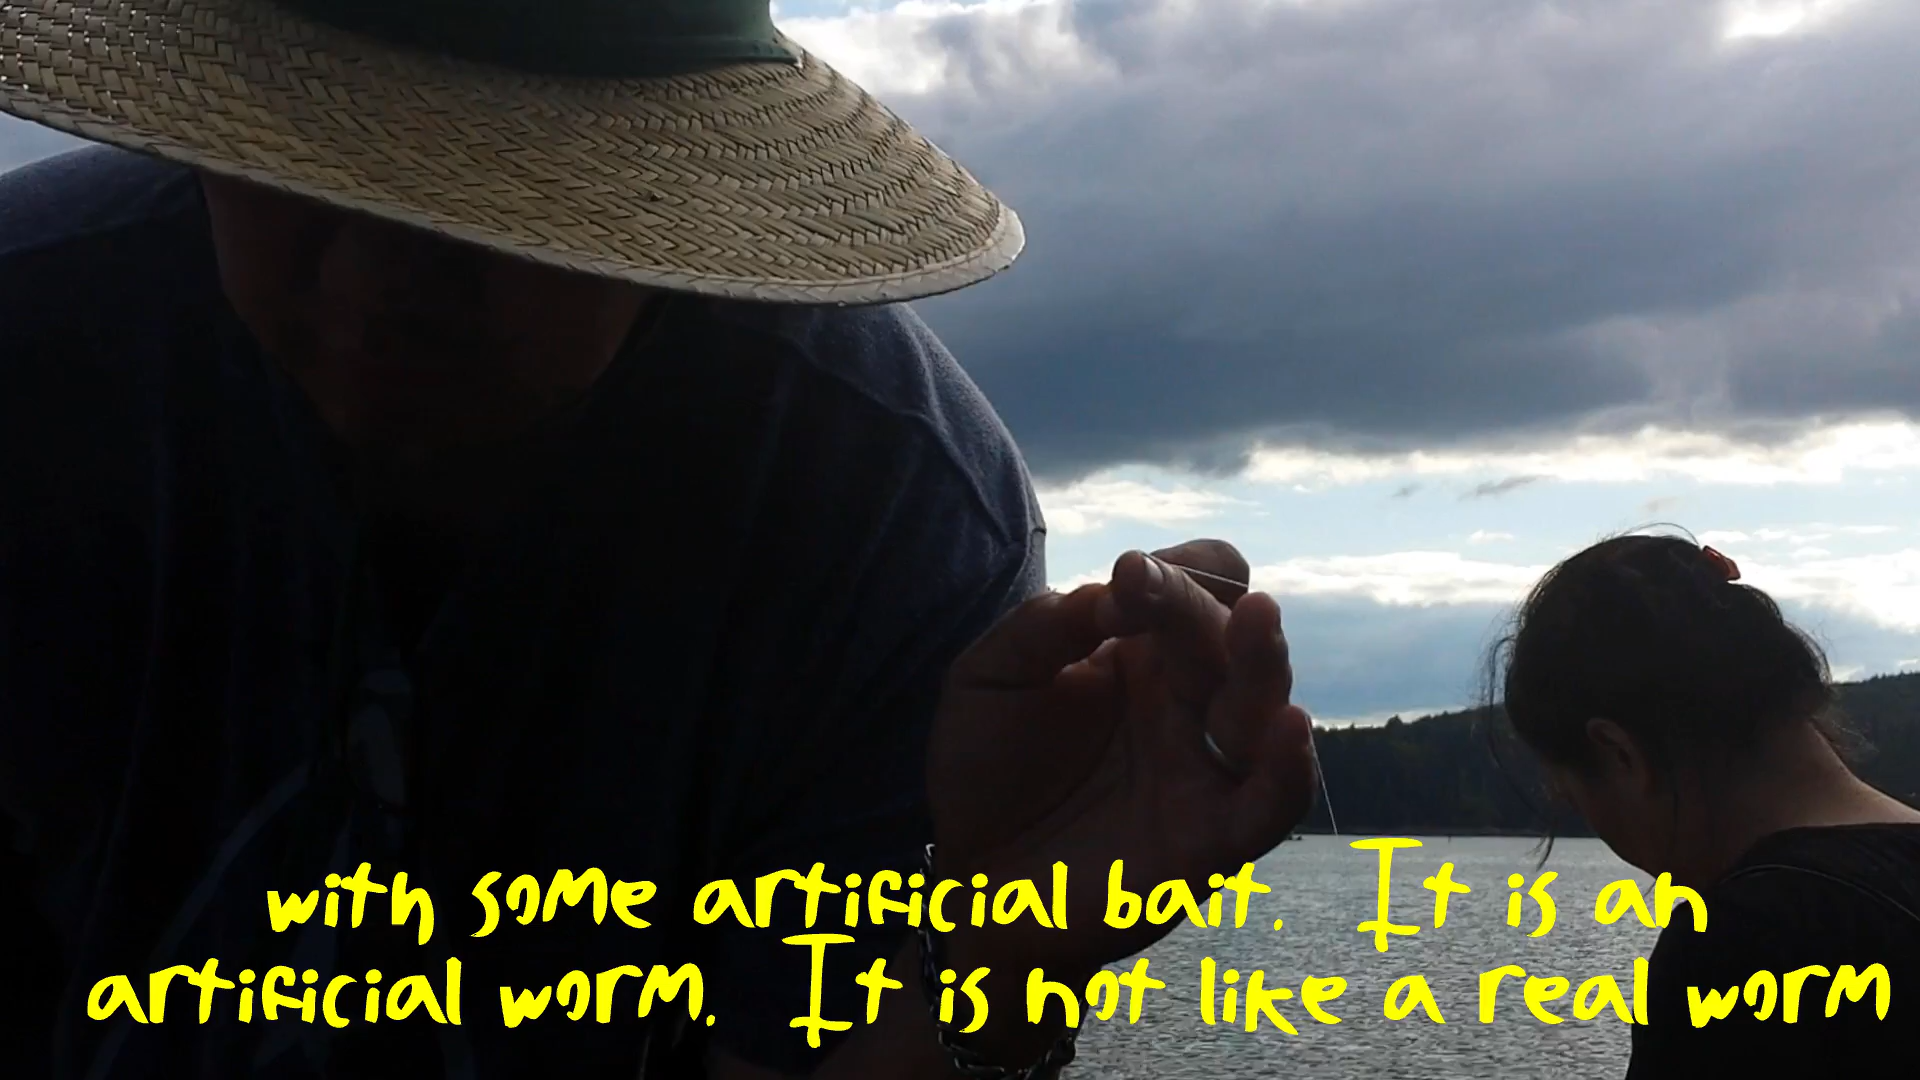 with some artificial bait. It is an
artificial worm. It is not like a real worm